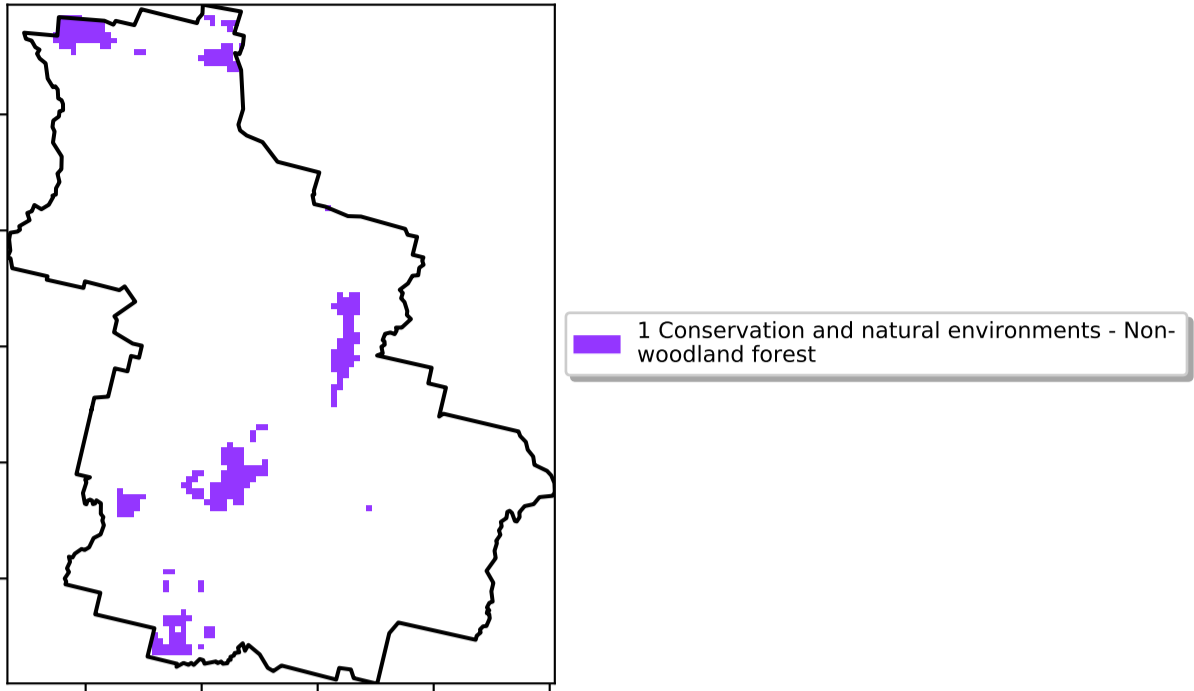 1 Conservation and natural environments - Non-
woodland forest